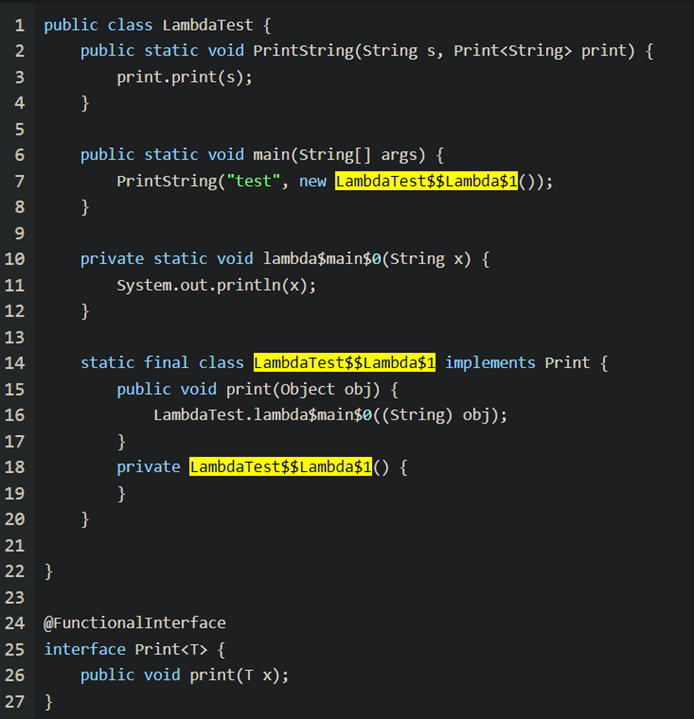 1 public class LambdaTest {
2     public static void PrintString(String s, Print<String> print) {
3         print.print(s);
4     }
5
6     public static void main(String[] args) {
7         PrintString("test", new LambdaTest$$Lambda$1());
8     }
9
10     private static void lambda$main$0(String x) {
11         System.out.println(x);
12     }
13
14     static final class LambdaTest$$Lambda$1 implements Print {
15         public void print(Object obj) {
16             LambdaTest.lambda$main$0((String) obj);
17         }
18         private LambdaTest$$Lambda$1() {
19         }
20     }
21
22 }
23
24 @FunctionalInterface
25 interface Print<T> {
26     public void print(T x);
27 }